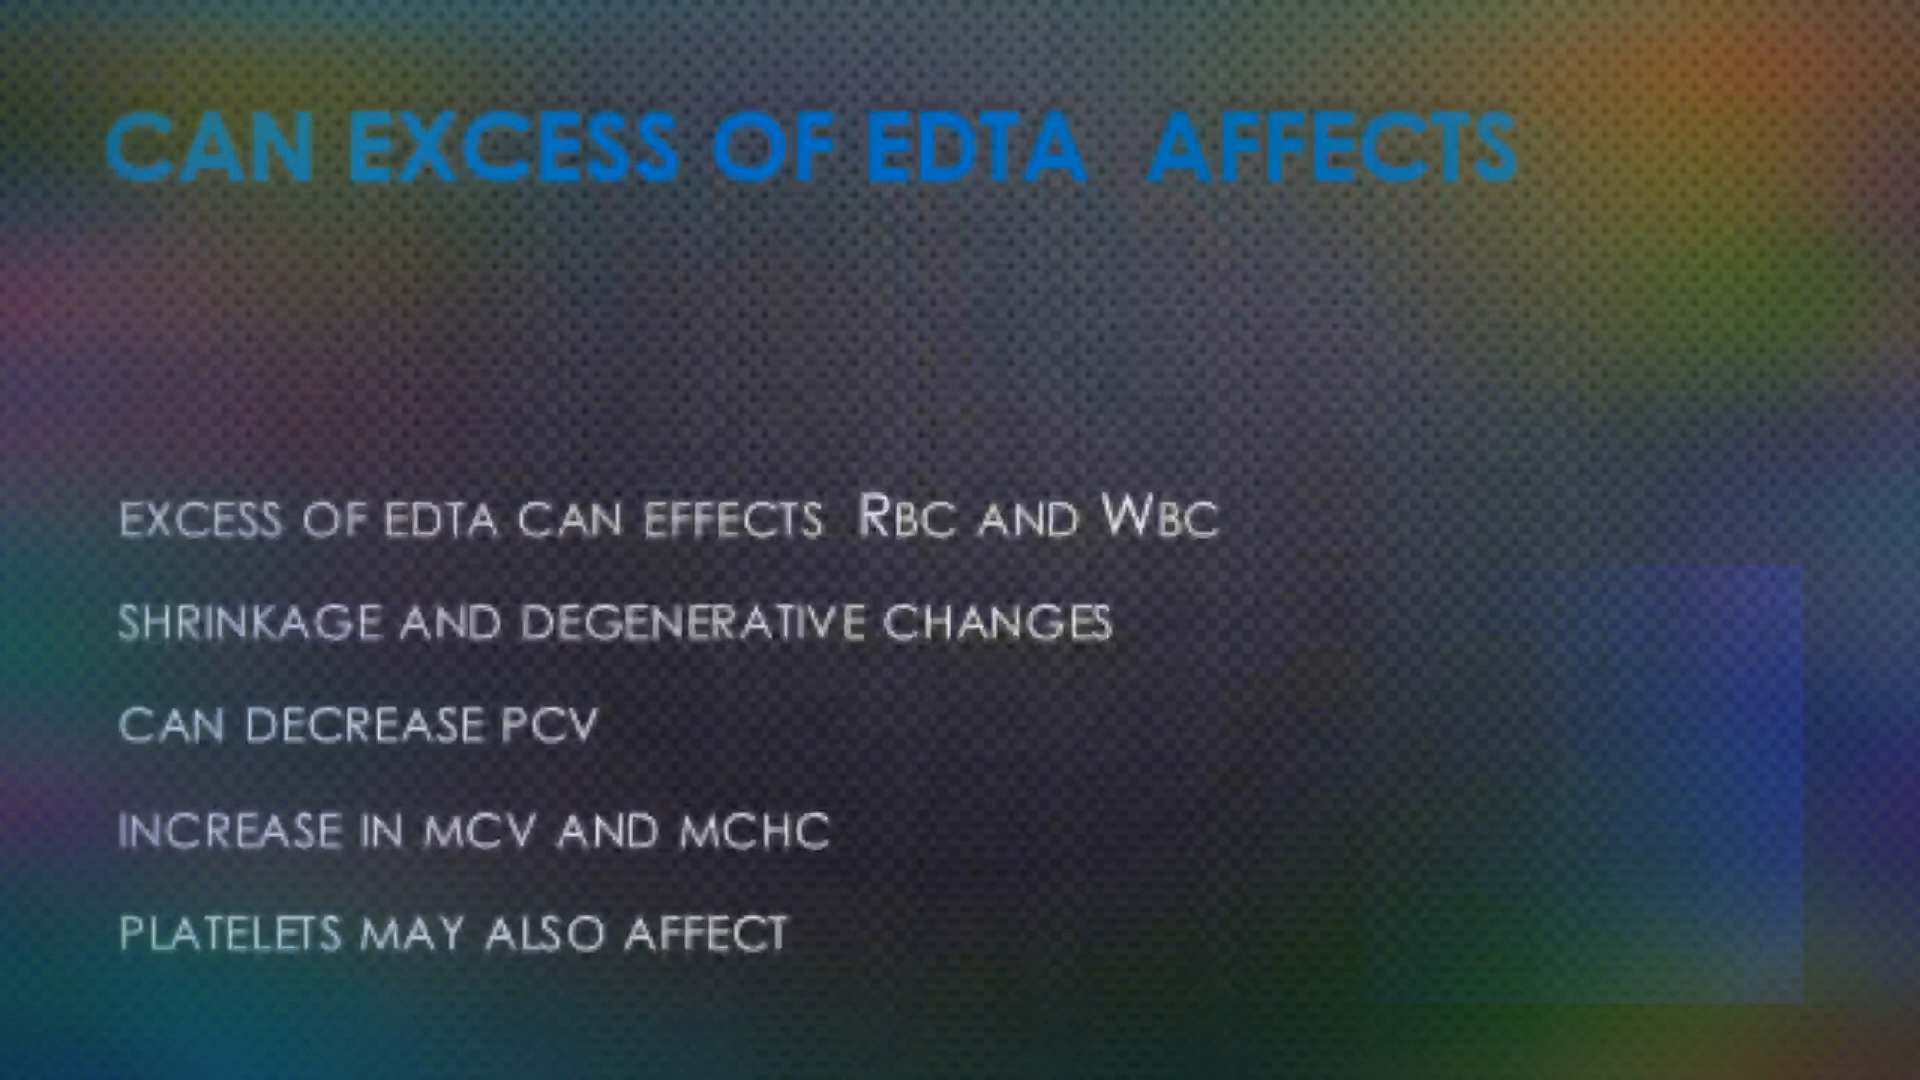 CAN EXCESS OF EDTA AFFECTS
EXCESS OF EDTA CAN EFFECTS RBC AND WBC
SHRINKAGE AND DEGENERATIVE CHANGES
CAN DECREASE PCV
INCREASE IN MCV AND MCHC
PLATELETS MAY ALSO AFFECT